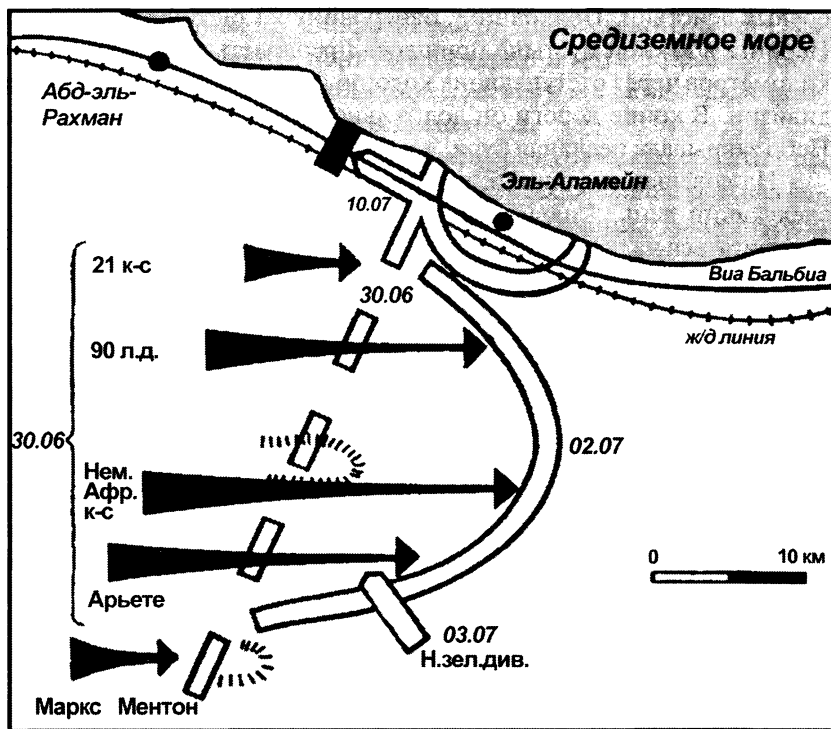 Средиземное море
Абд-эль-
Рахман
Эль-Аламейн
10.07
Виа Бальбиа
21 к-с
30.06
ж/д линия
90 л.д.
30.06
02.07
Нем.
Афр.
к-с
0 10 км
Арьете
03.07
Н.зел.див.
Маркс Ментон